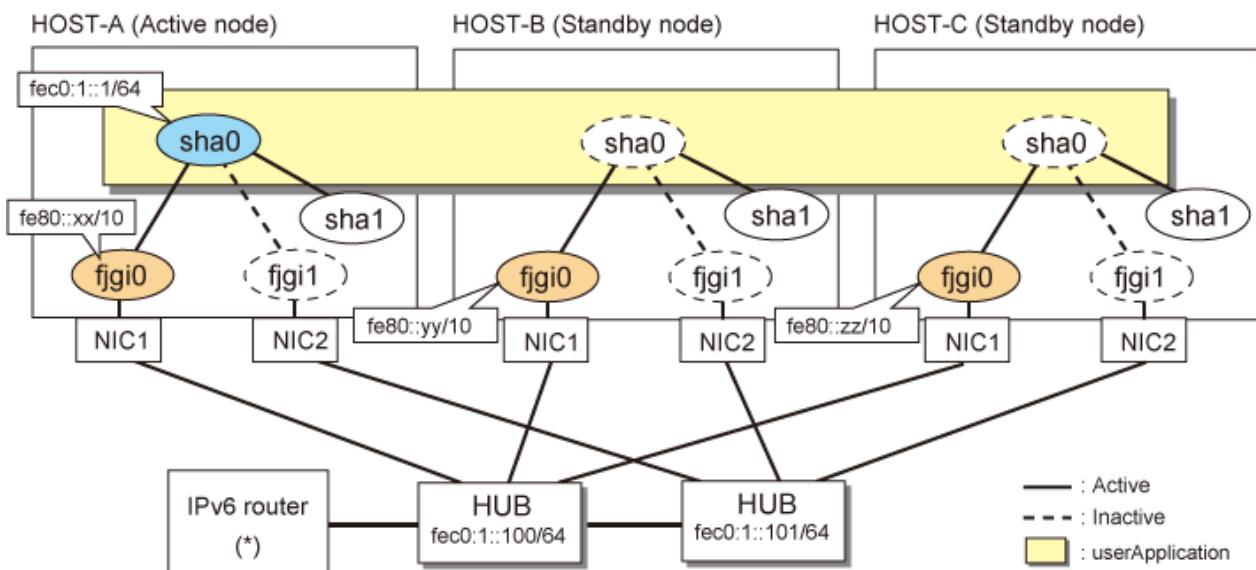 HOST-A (Active node)
HOST-B (Standby node)
HOST-C (Standby node)
fec0:1::1/64
sha0
sha0
sha0
sha1
sha1
sha1
fe80::xx/10
fjgi0
fjgi1
fjgi0
fjgi1
fjgi0
fjgi1
fe80::yy/10
fe80::zz/10
NIC1
NIC2
NIC1
NIC2
NIC1
NIC2
IPv6 router
(*)
HUB
fec0:1::100/64
HUB
fec0:1::101/64
: Active
: Inactive
: userApplication